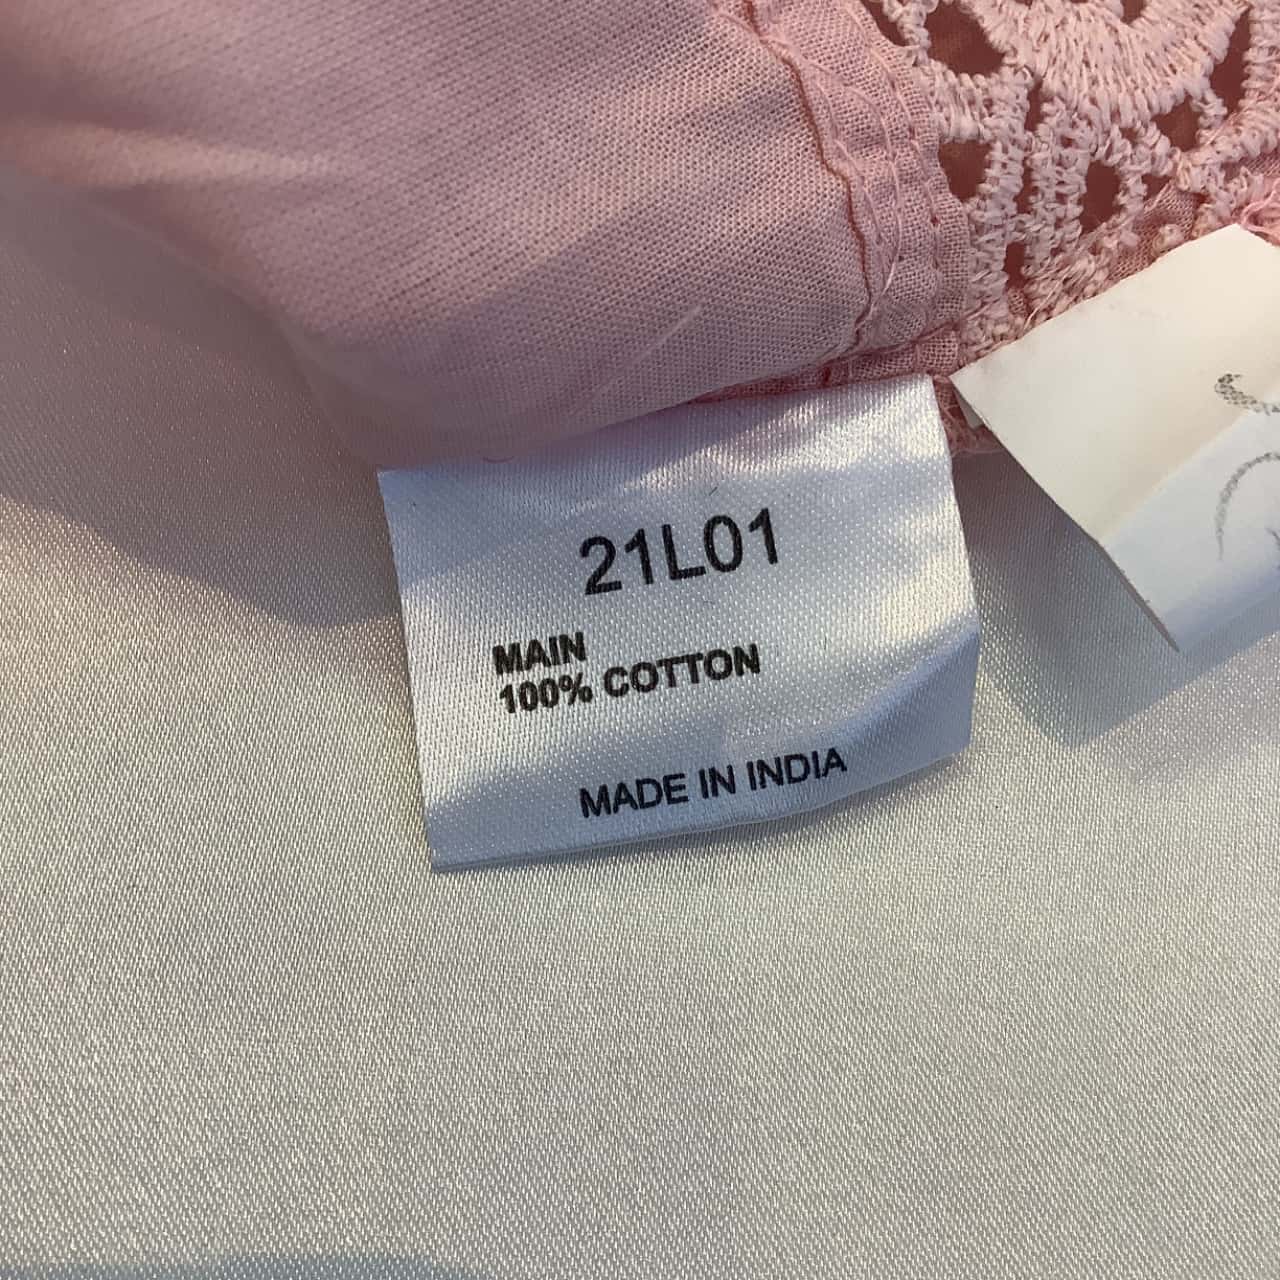 21L01
MAIN
100% COTTON
MADE IN INDIA